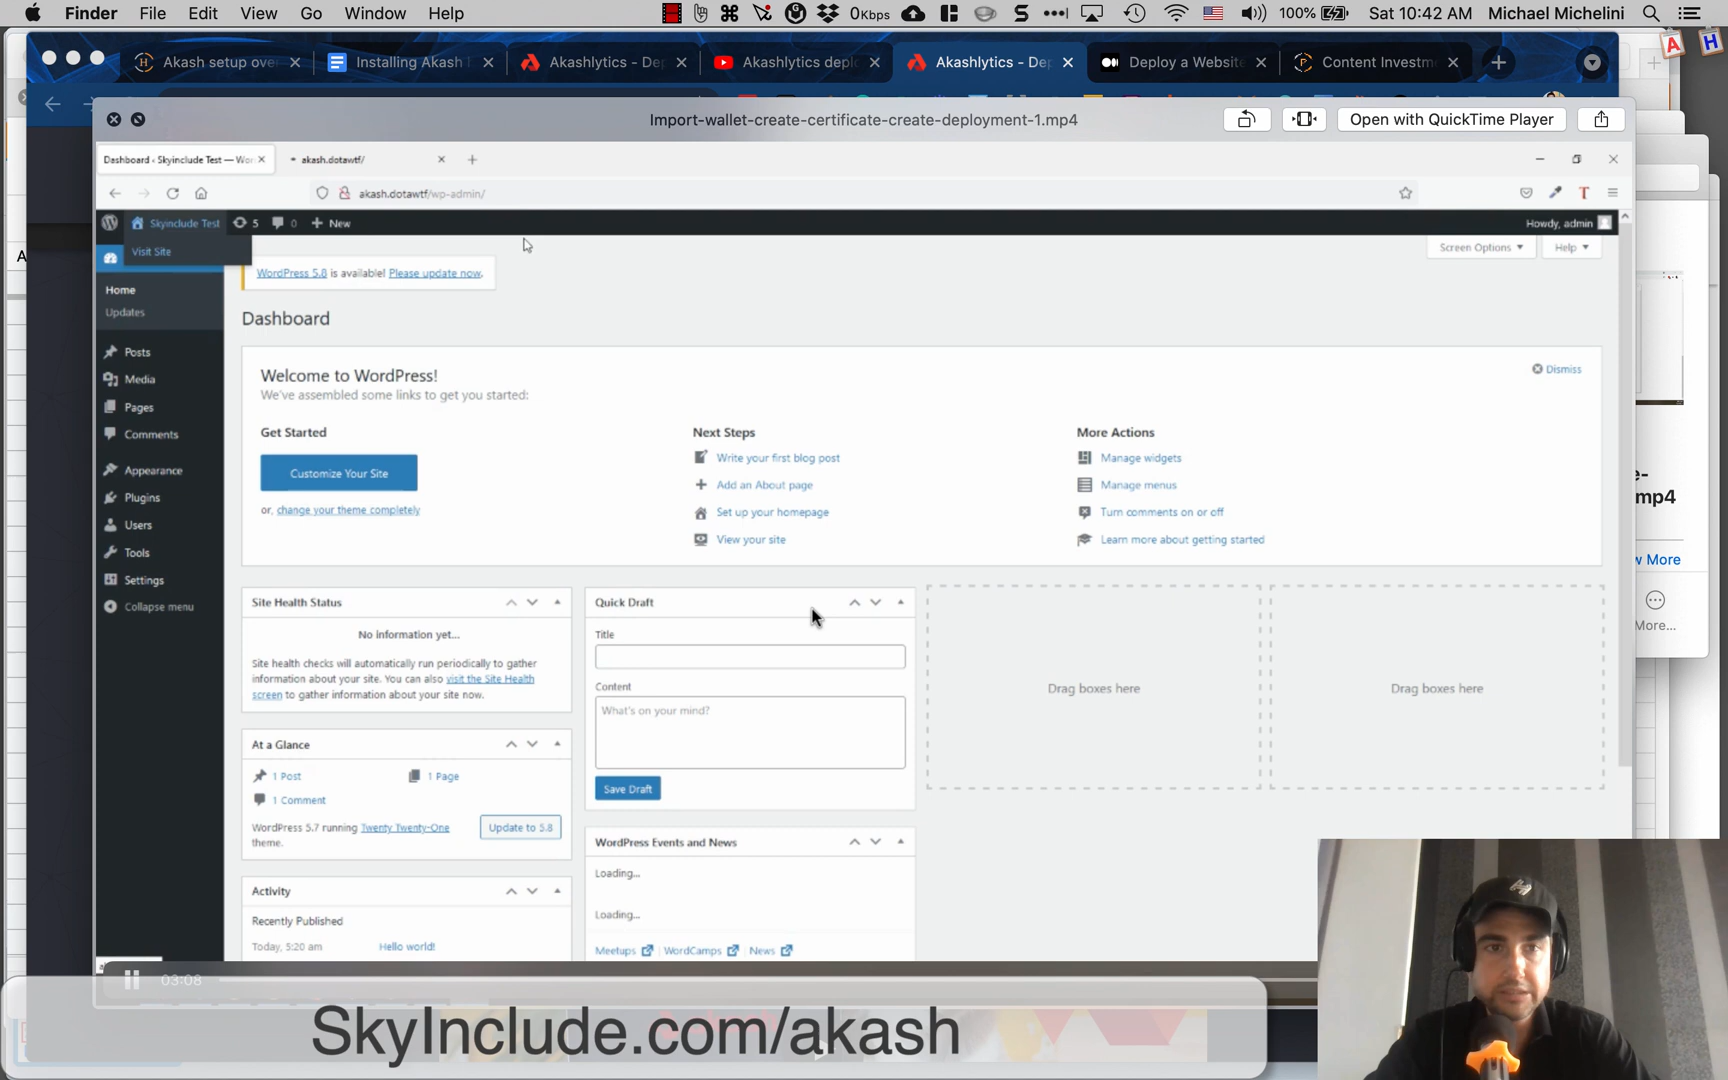 Finder File Edit View Go Window Help 0Kbps 100% Sat 10:42 AM Michael Michelini
Akash setup ove
Installing Akash
Akashlytics - De
Akashlytics depl
Akashlytics - De
Deploy a Website
Content Investm
Import-wallet-create-certificate-create-deployment-1.mp4
Open with QuickTime Player
Dashboard ‹ Skyinclude Test — Wor
akash.dotawtf/
akash.dotawtf/wp-admin/
Skyinclude Test 5 0 + New
Howdy, admin
Visit Site
Screen Options
Help
WordPress 5.8 is available! Please update now.
Home
Updates
Posts
Media
Pages
Comments
Appearance
Plugins
Users
Tools
Settings
Collapse menu
Dashboard
Welcome to WordPress!
We've assembled some links to get you started:
Dismiss
Get Started
Customize Your Site
or, change your theme completely
Next Steps
Write your first blog post
Add an About page
Set up your homepage
View your site
More Actions
Manage widgets
Manage menus
Turn comments on or off
Learn more about getting started
Site Health Status
No information yet...
Site health checks will automatically run periodically to gather
information about your site. You can also visit the Site Health
screen to gather information about your site now.
At a Glance
1 Post
1 Page
1 Comment
WordPress 5.7 running Twenty Twenty-One
theme.
Update to 5.8
Activity
Recently Published
Today, 5:20 am
Hello world!
Quick Draft
Title
Content
What's on your mind?
Save Draft
WordPress Events and News
Loading...
Loading...
Meetups
WordCamps
News
Drag boxes here
Drag boxes here
A
H
A
e-
mp4
w More
More...
03:08
SkyInclude.com/akash